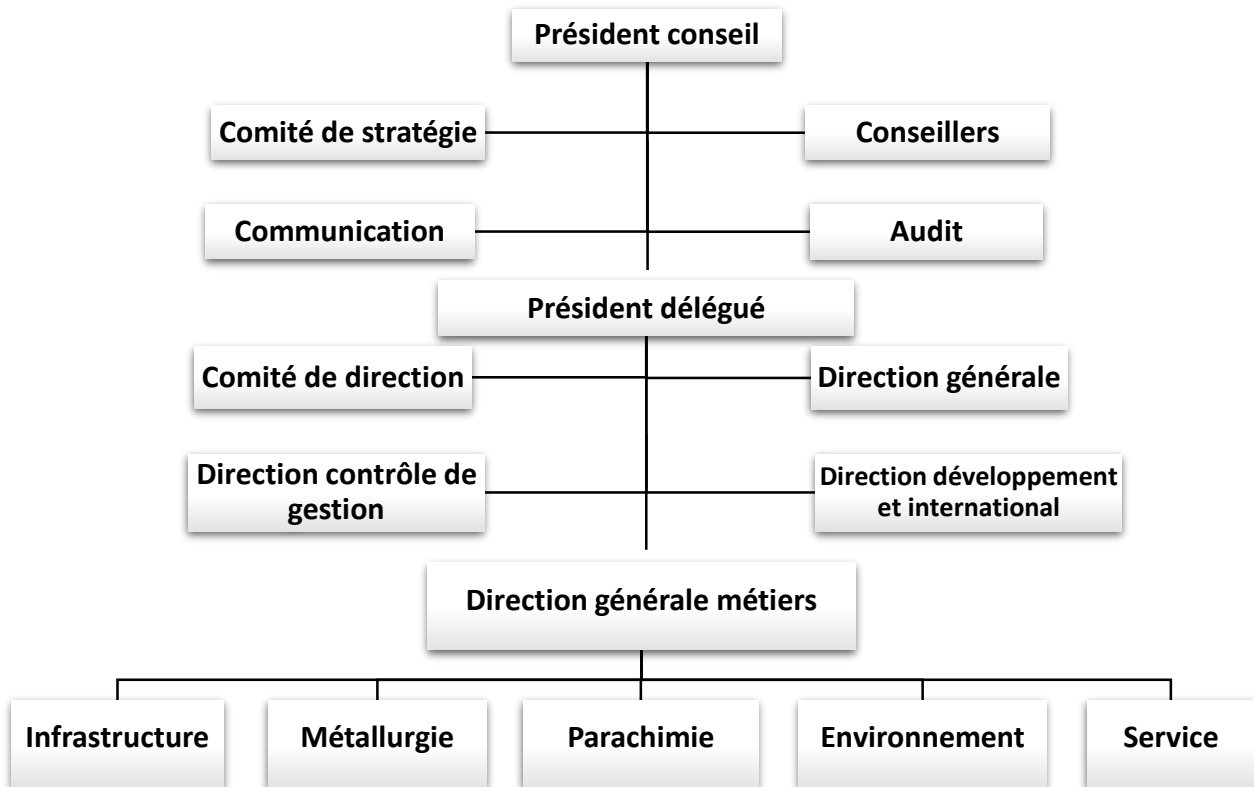 Président conseil
Comité de stratégie
Conseillers
Communication
Audit
Président délégué
Comité de direction
Direction générale
Direction contrôle de
gestion
Direction développement
et international
Direction générale métiers
Infrastructure
Métallurgie
Parachimie
Environnement
Service